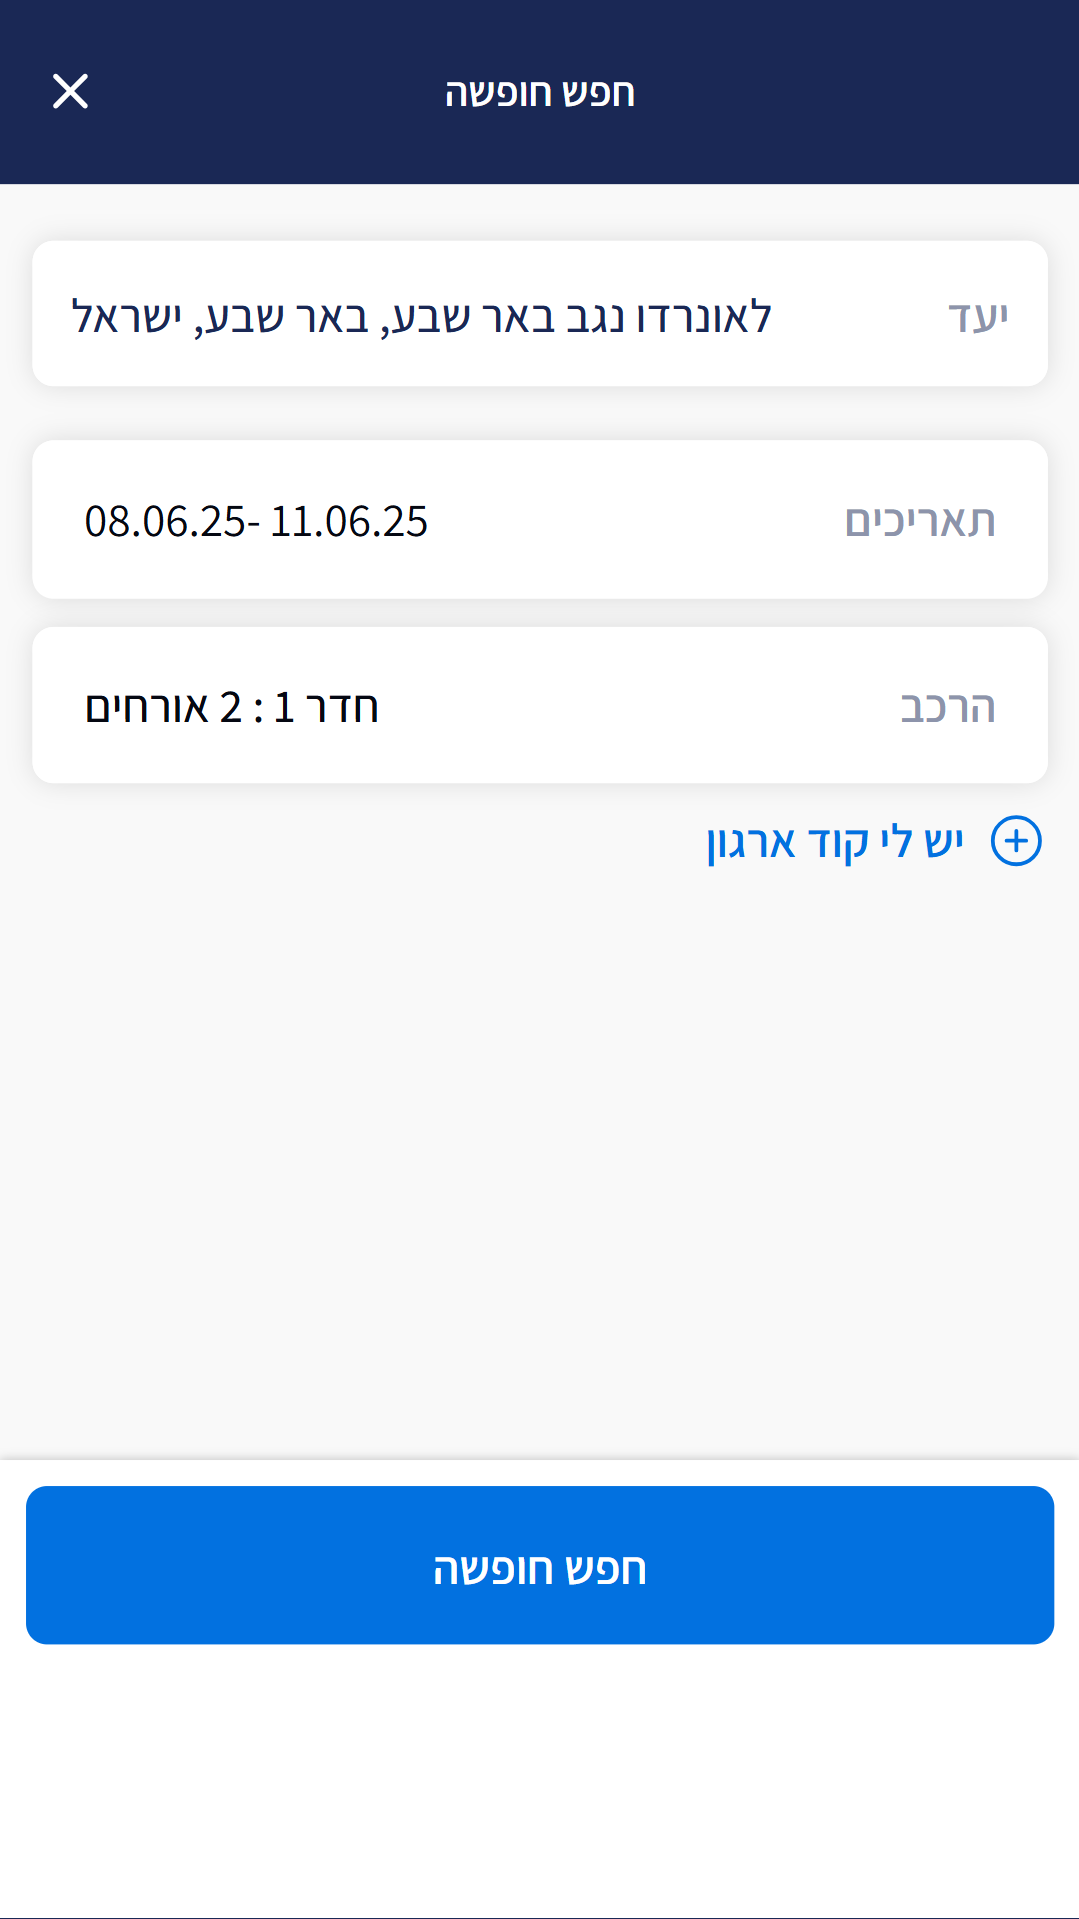 חפש חופשה
יעד
לאונרדו נגב באר שבע, באר שבע, ישראל
תאריכים
08.06.25- 11.06.25
הרכב
חדר 1 : 2 אורחים
יש לי קוד ארגון
חפש חופשה